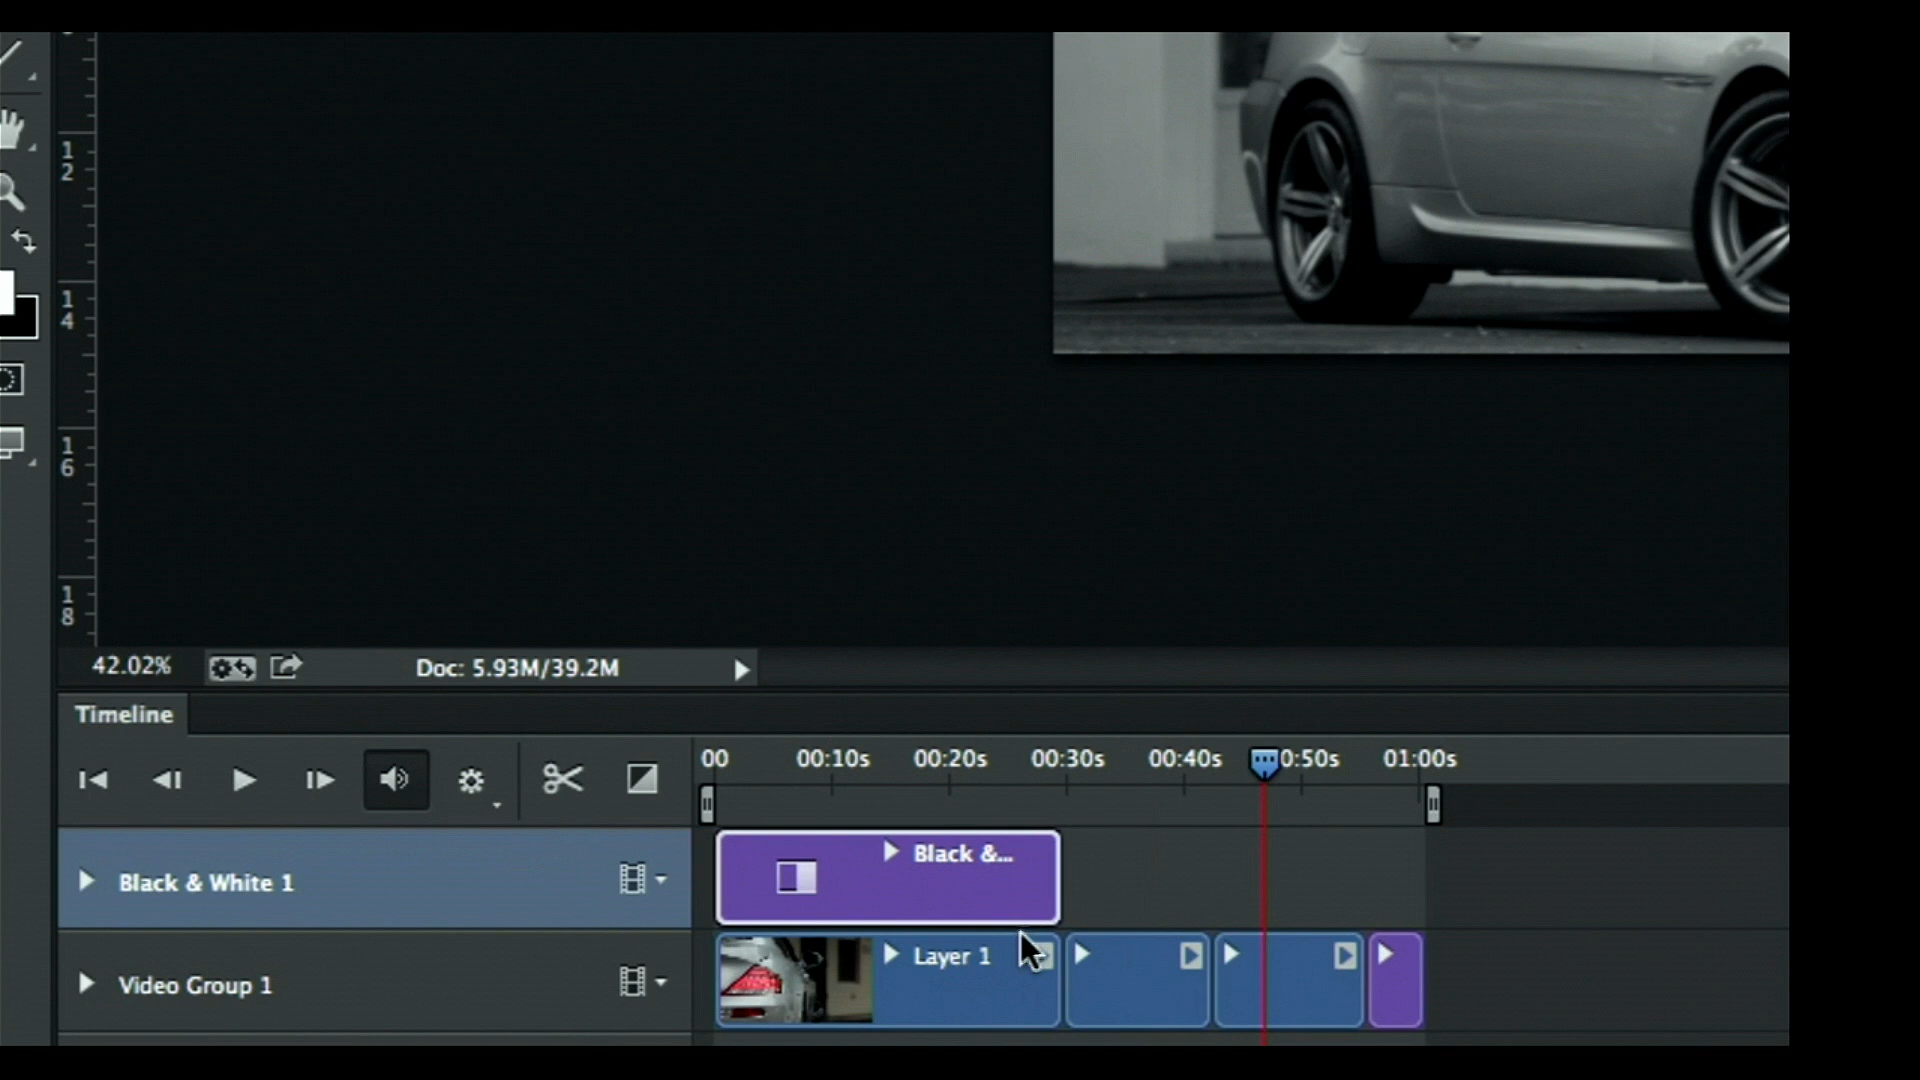 12
14
16
18
42.02% Doc: 5.93M/39.2M
Timeline
00 00:10s 00:20s 00:30s 00:40s 0:50s 01:00s
Black & White 1 Black &...
Video Group 1 Layer 1